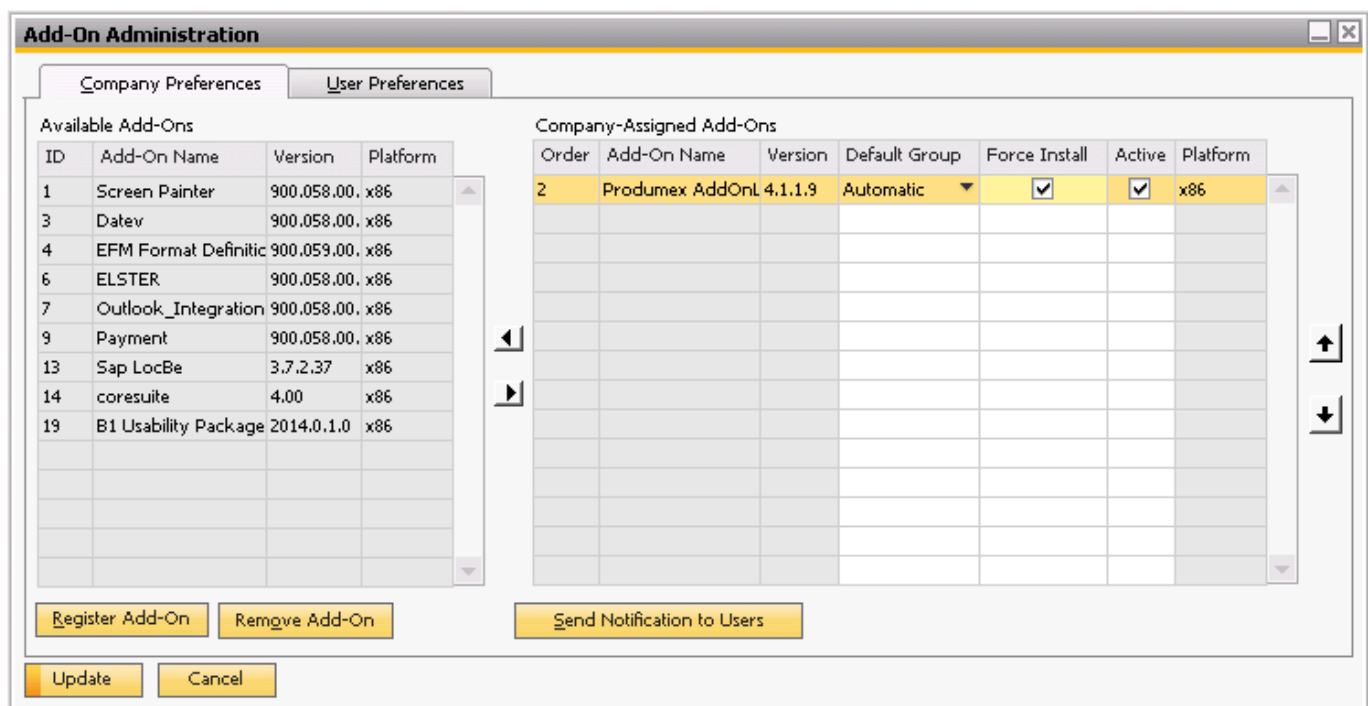 Add-On Administration
Company Preferences User Preferences
Available Add-Ons Company-Assigned Add-Ons
ID Add-On Name Version Platform Order Add-On Name Version Default Group Force Install Active Platform
1 Screen Painter 900.058.00. x86 2 Produmex AddOnL 4.1.1.9 Automatic x86
3 Datev 900.058.00. x86
4 EFM Format Definitic 900.059.00. x86
6 ELSTER 900.058.00. x86
7 Outlook_Integration 900.058.00. x86
9 Payment 900.058.00. x86
13 Sap LocBe 3.7.2.37 x86
14 coresuite 4.00 x86
19 B1 Usability Package 2014.0.1.0 x86
Register Add-On Remove Add-On Send Notification to Users
Update Cancel